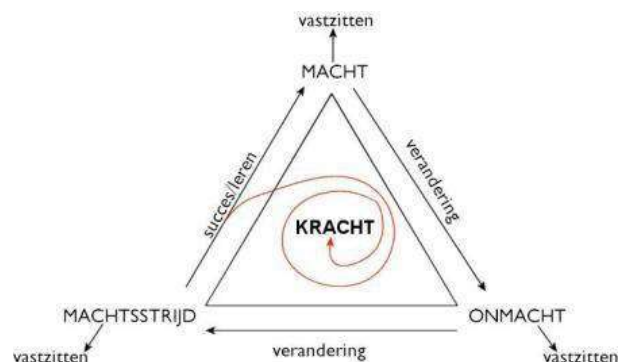 vastzitten
MACHT
succes/leren
verandering
KRACHT
MACHTSSTRIJD
ONMACHT
vastzitten
verandering
vastzitten